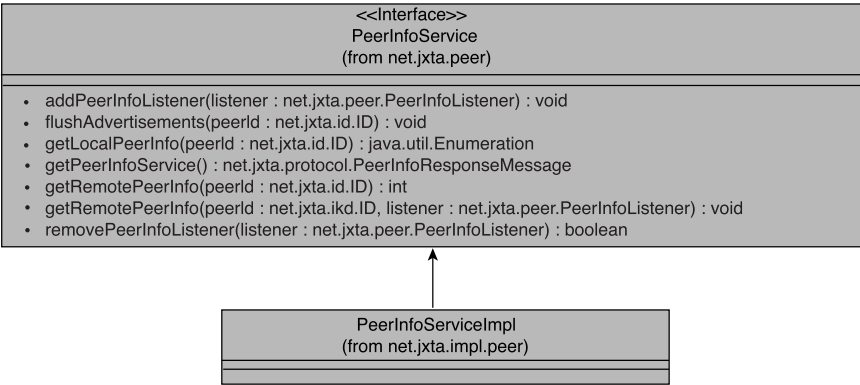 <<Interface>>
PeerInfoService
(from net.jxta.peer)
• addPeerInfoListener(listener : net.jxta.peer.PeerInfoListener) : void
• flushAdvertisements(peerId : net.jxta.id.ID) : void
• getLocalPeerInfo(peerId : net.jxta.id.ID) : java.util.Enumeration
• getPeerInfoService() : net.jxta.protocol.PeerInfoResponseMessage
• getRemotePeerInfo(peerId : net.jxta.id.ID) : int
• getRemotePeerInfo(peerId : net.jxta.ikd.ID, listener : net.jxta.peer.PeerInfoListener) : void
• removePeerInfoListener(listener : net.jxta.peer.PeerInfoListener) : boolean
PeerInfoServiceImpl
(from net.jxta.impl.peer)